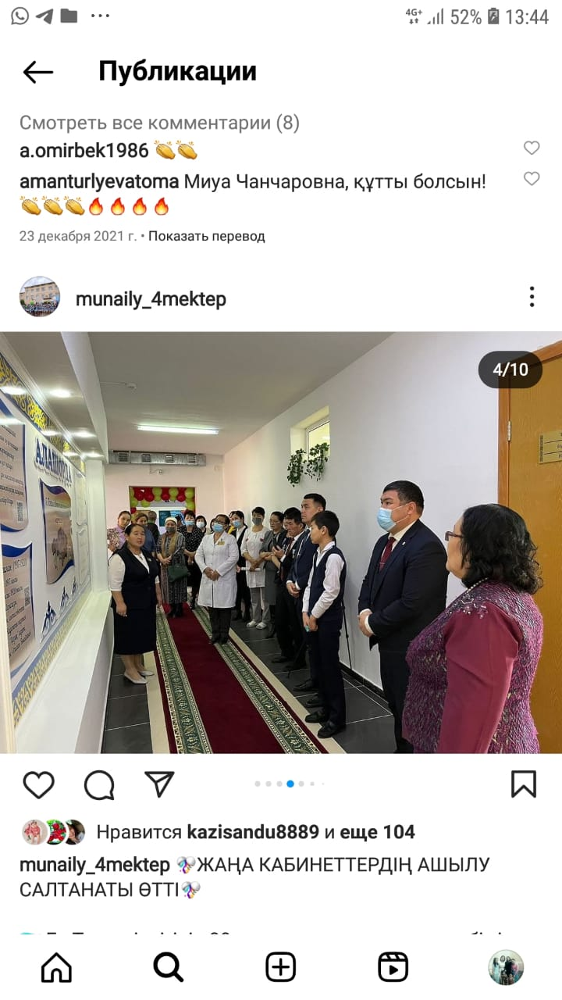 4G+ 52% 13:44
Публикации
Смотреть все комментарии (8)
a.omirbek1986 👏👏
amanturlyevatoma Миуа Чанчаровна, құтты болсын!
👏👏👏🔥🔥🔥🔥
23 декабря 2021 г. • Показать перевод
munaily_4mektep
4/10
АЛАШОРДА
Нравится kazisandu8889 и еще 104
munaily_4mektep 🎊ЖАҢА КАБИНЕТТЕРДІҢ АШЫЛУ
САЛТАНАТЫ ӨТТІ🎊